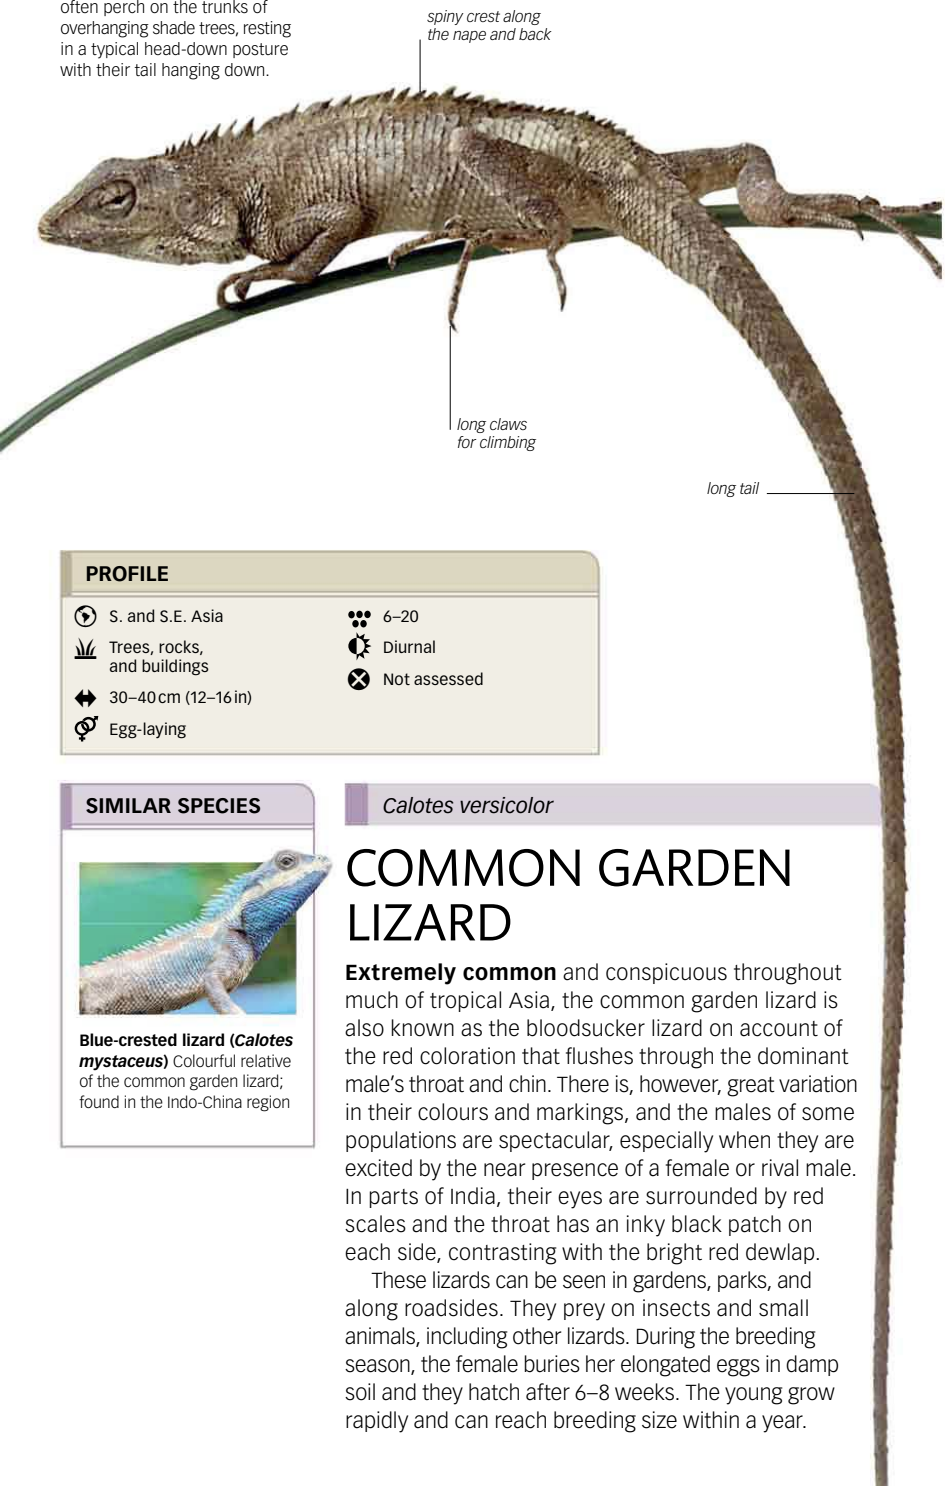 often perch on the trunks of
overhanging shade trees, resting
in a typical head-down posture
with their tail hanging down.
spiny crest along
the nape and back
long claws
for climbing
long tail
PROFILE
S. and S.E. Asia
Trees, rocks,
and buildings
30–40 cm (12–16 in)
Egg-laying
6–20
Diurnal
Not assessed
SIMILAR SPECIES
Blue-crested lizard (Calotes
mystaceus) Colourful relative
of the common garden lizard;
found in the Indo-China region
Calotes versicolor
COMMON GARDEN
LIZARD
Extremely common and conspicuous throughout
much of tropical Asia, the common garden lizard is
also known as the bloodsucker lizard on account of
the red coloration that flushes through the dominant
male's throat and chin. There is, however, great variation
in their colours and markings, and the males of some
populations are spectacular, especially when they are
excited by the near presence of a female or rival male.
In parts of India, their eyes are surrounded by red
scales and the throat has an inky black patch on
each side, contrasting with the bright red dewlap.
These lizards can be seen in gardens, parks, and
along roadsides. They prey on insects and small
animals, including other lizards. During the breeding
season, the female buries her elongated eggs in damp
soil and they hatch after 6–8 weeks. The young grow
rapidly and can reach breeding size within a year.